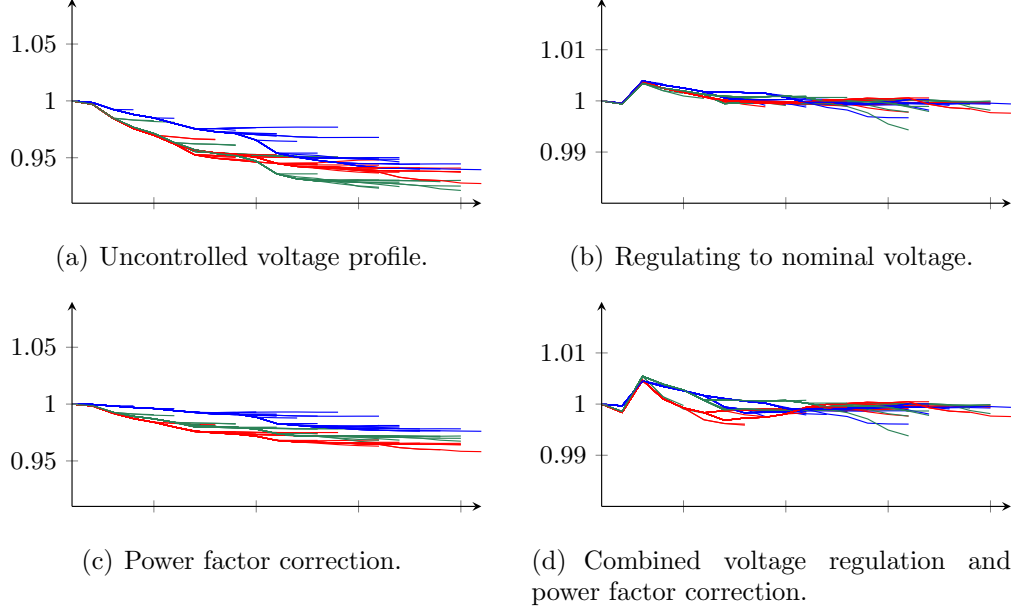 1.05
1
0.95
(a) Uncontrolled voltage profile.
1.01
1
0.99
(b) Regulating to nominal voltage.
1.05
1
0.95
(c) Power factor correction.
1.01
1
0.99
(d) Combined voltage regulation and
power factor correction.